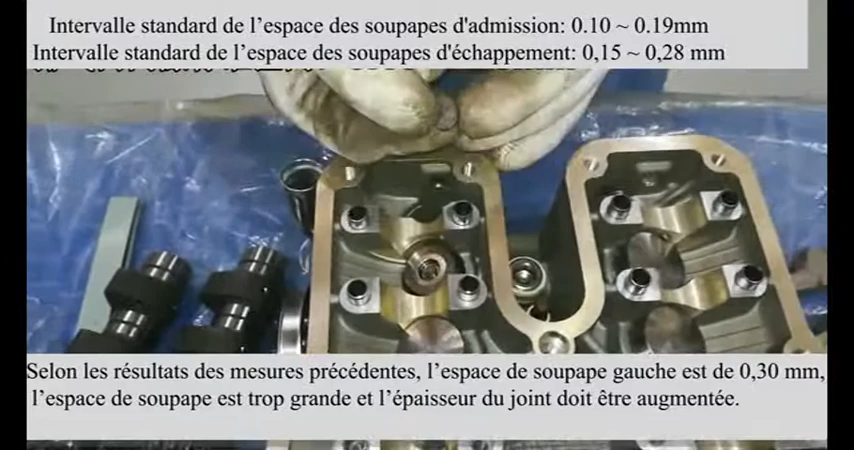 Intervalle standard de l’espace des soupapes d'admission: 0.10 ~ 0.19mm
Intervalle standard de l’espace des soupapes d'échappement: 0,15 ~ 0,28 mm
Selon les résultats des mesures précédentes, l’espace de soupape gauche est de 0,30 mm,
l’espace de soupape est trop grande et l’épaisseur du joint doit être augmentée.